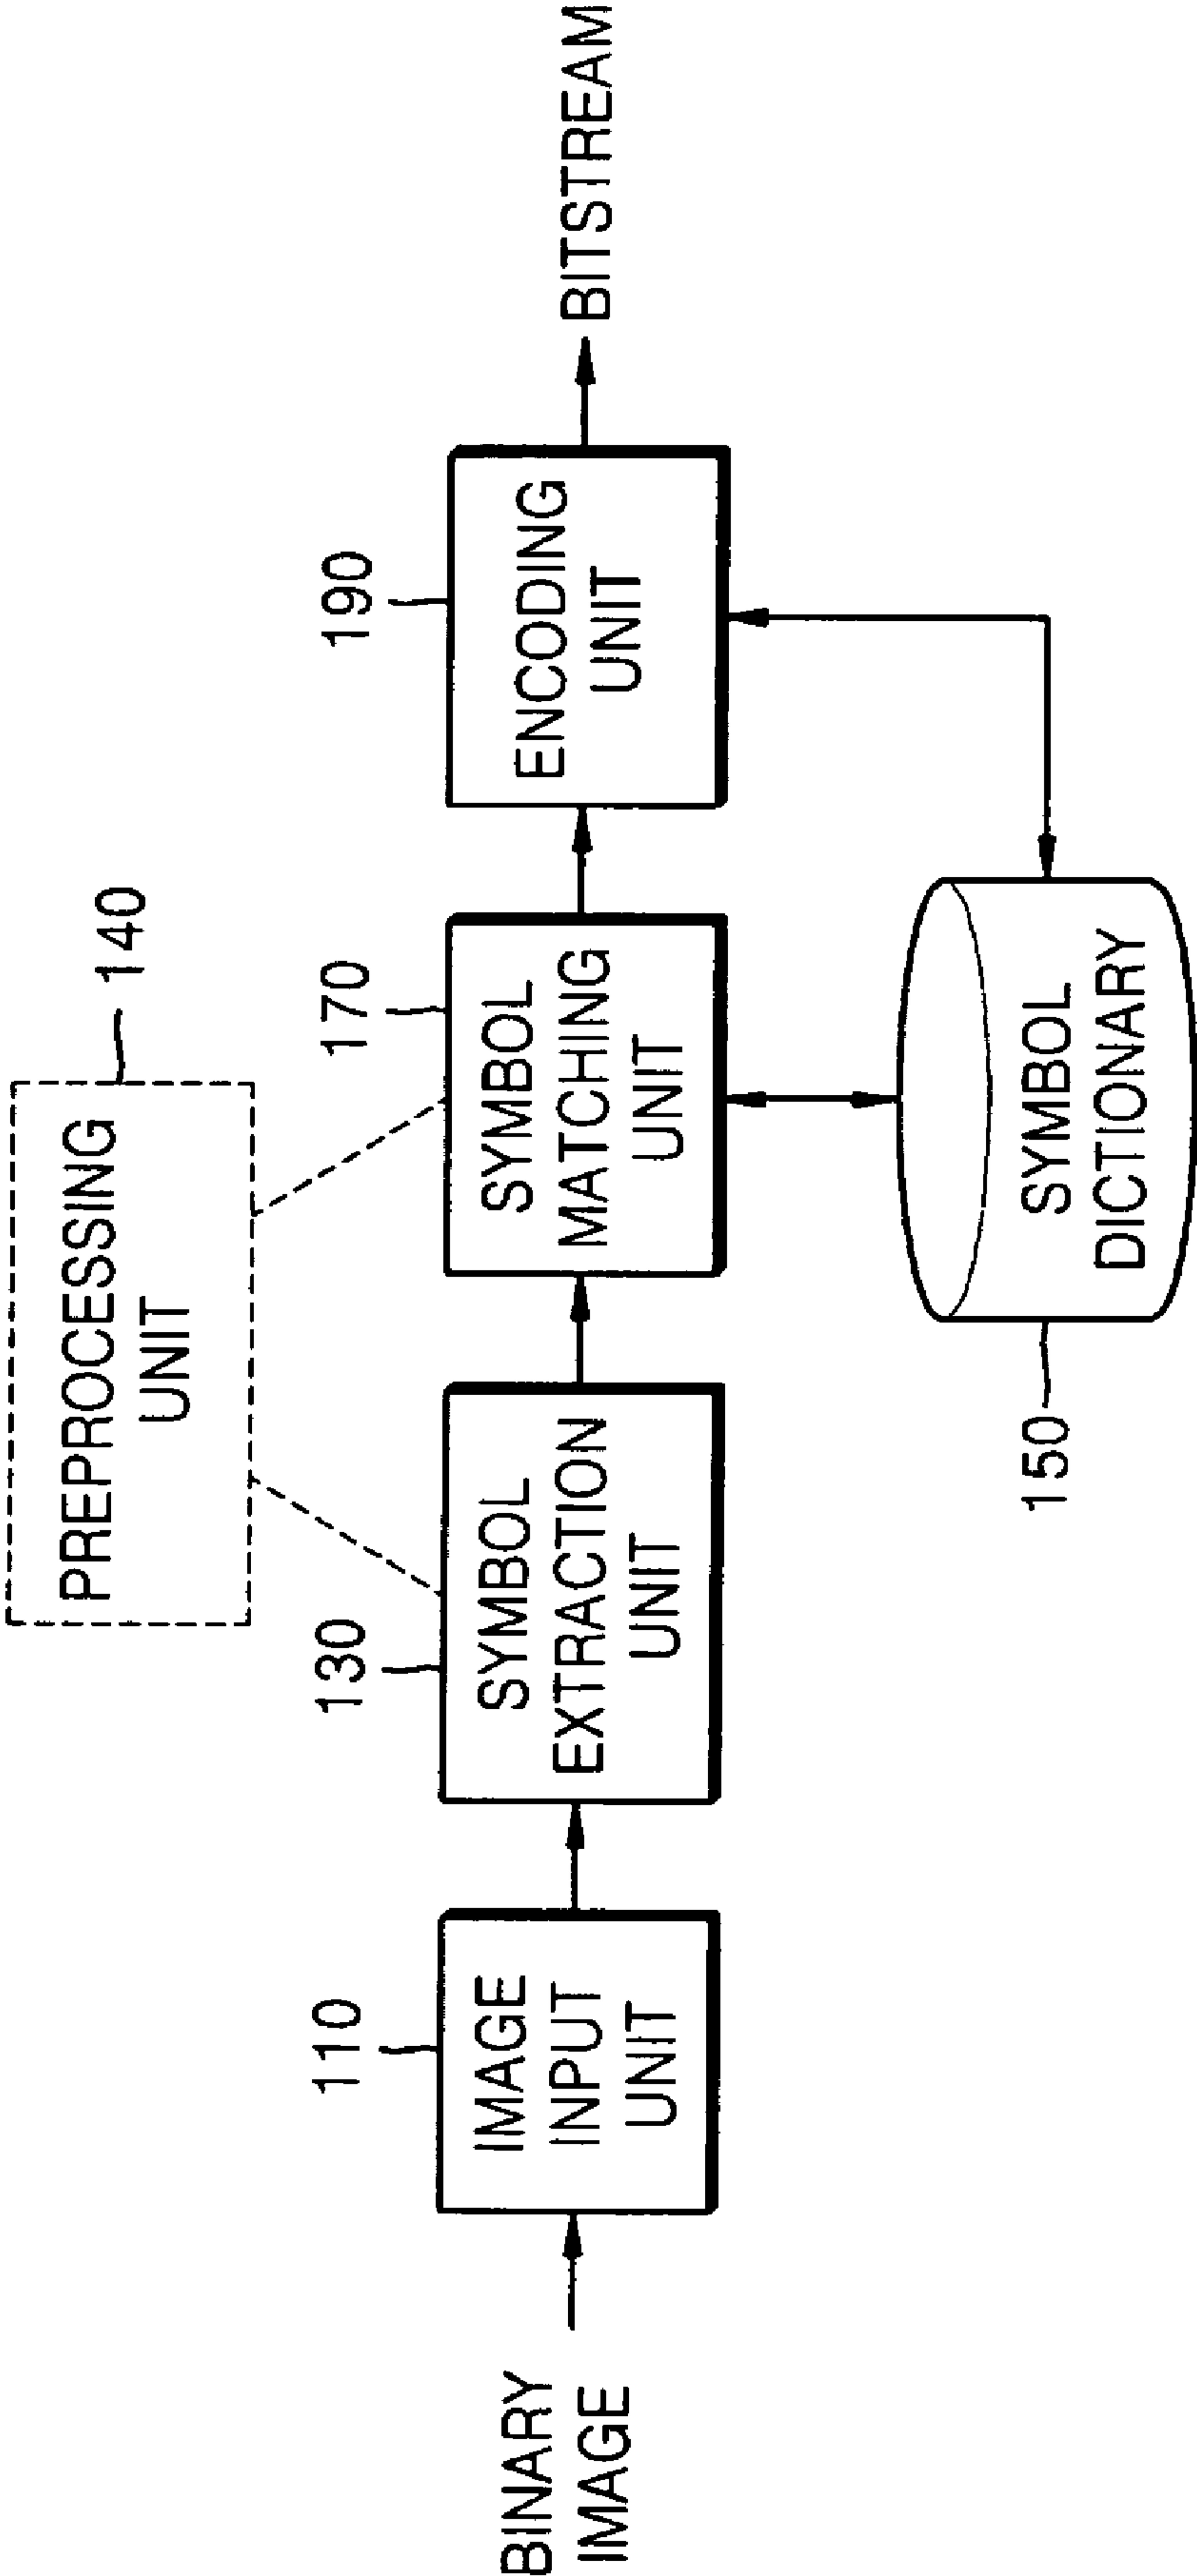 PREPROCESSING
UNIT
140
BINARY
IMAGE
110
IMAGE
INPUT
UNIT
130
SYMBOL
EXTRACTION
UNIT
170
SYMBOL
MATCHING
UNIT
190
ENCODING
UNIT
BITSTREAM
150
SYMBOL
DICTIONARY